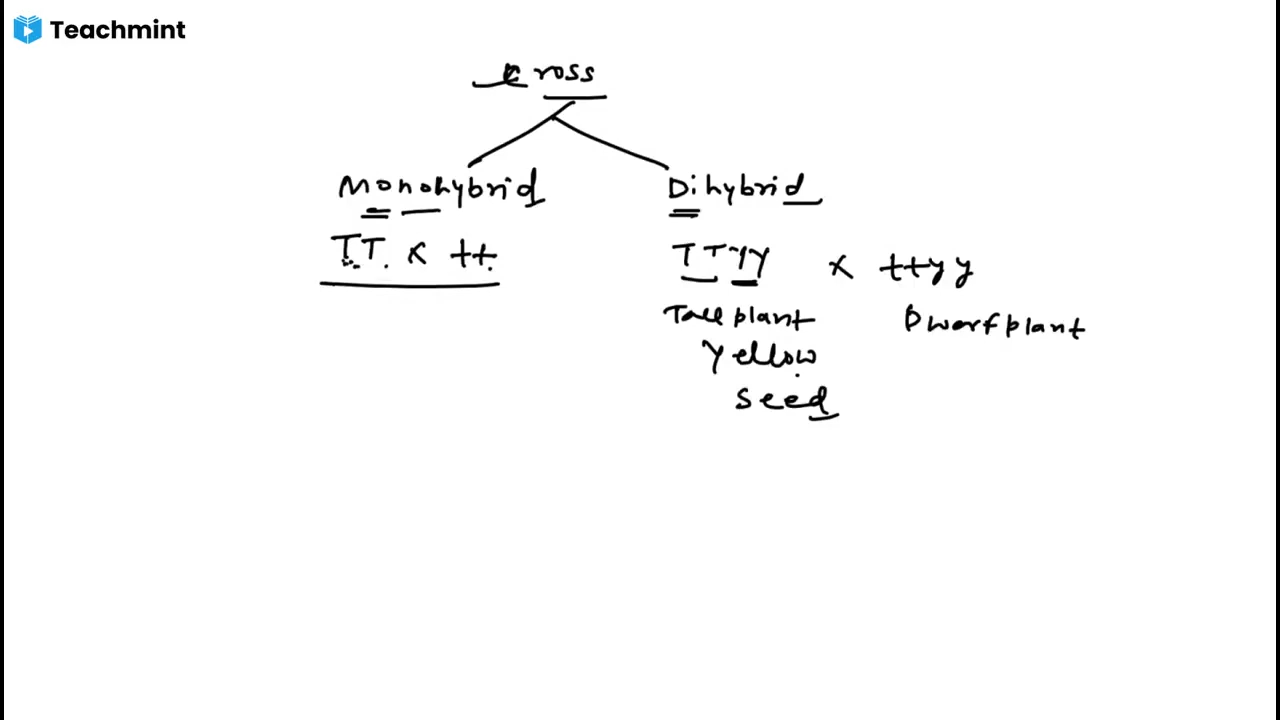 Teachmint
Cross
Monohybrid Dihybrid
TT x tt TTYY x ttyy
Tall plant Dwarf plant
Yellow
seed